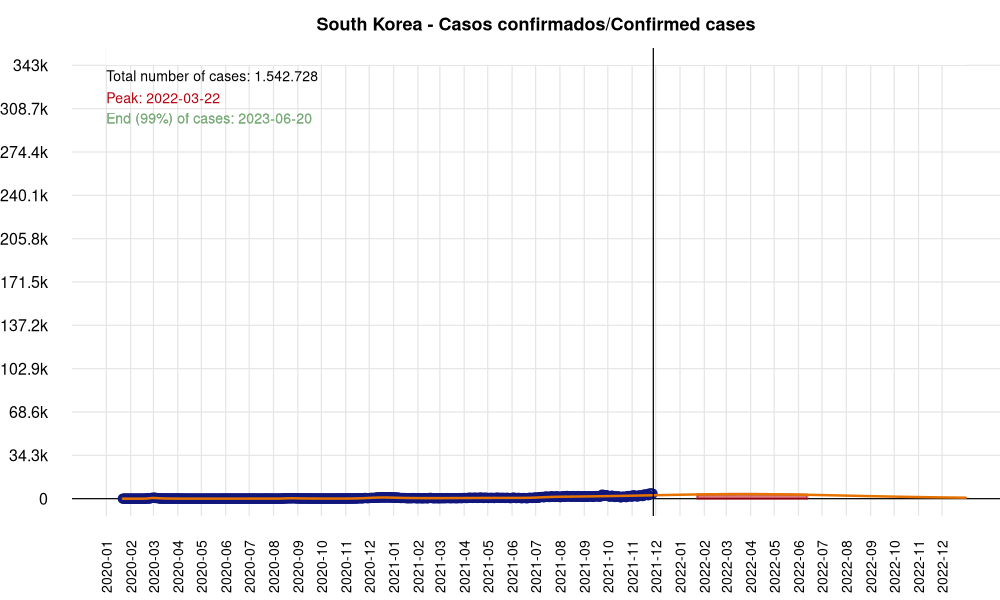 South Korea - Casos confirmados/Confirmed cases
343k
308.7k
274.4k
240.1k
205.8k
171.5k
137.2k
102.9k
68.6k
34.3k
0
Total number of cases: 1.542.728
Peak: 2022-03-22
End (99%) of cases: 2023-06-20
2020-01
2020-02
2020-03
2020-04
2020-05
2020-06
2020-07
2020-08
2020-09
2020-10
2020-11
2020-12
2021-01
2021-02
2021-03
2021-04
2021-05
2021-06
2021-07
2021-08
2021-09
2021-10
2021-11
2021-12
2022-01
2022-02
2022-03
2022-04
2022-05
2022-06
2022-07
2022-08
2022-09
2022-10
2022-11
2022-12